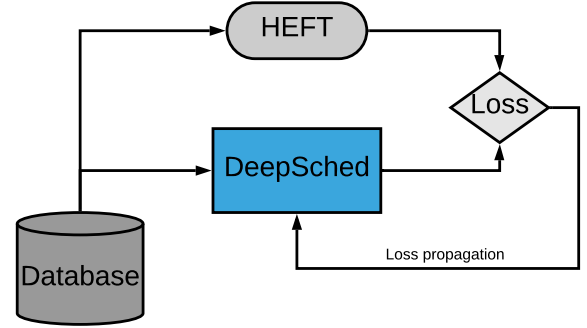 HEFT
Loss
DeepSched
Database
Loss propagation